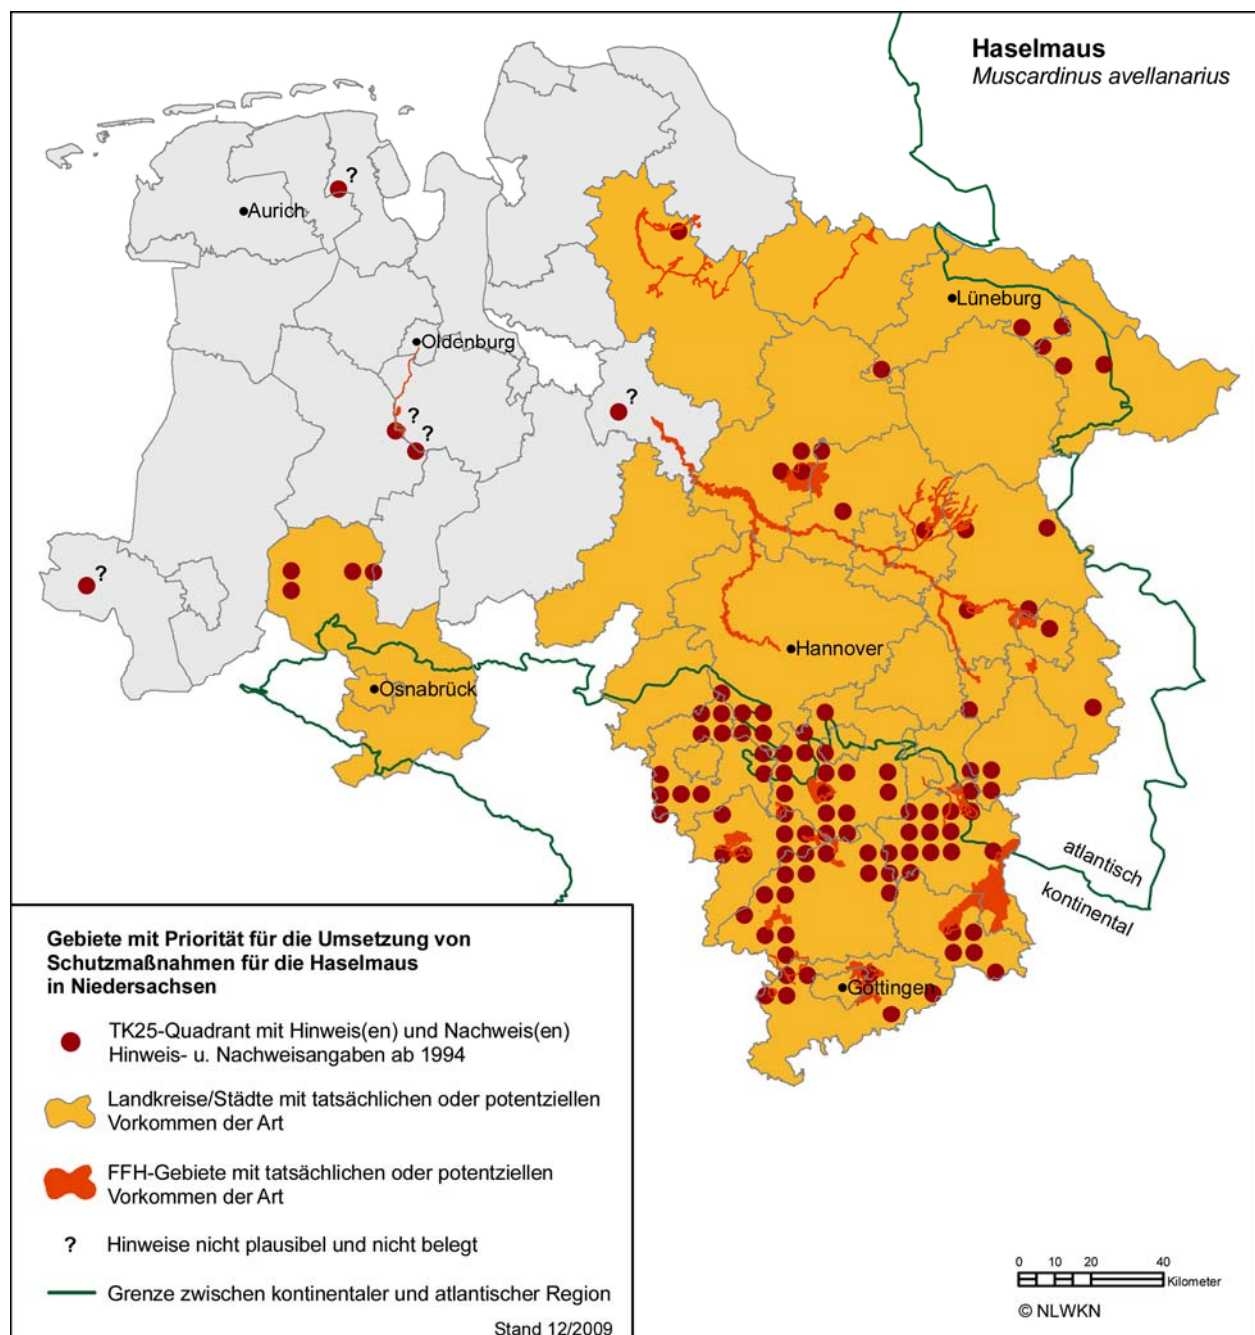 Haselmaus
Muscardinus avellanarius
?
Aurich
Lüneburg
Oldenburg
?
?
?
?
Hannover
Osnabrück
atlantisch
kontinental
Göttingen
Gebiete mit Priorität für die Umsetzung von
Schutzmaßnahmen für die Haselmaus
in Niedersachsen
TK25-Quadrant mit Hinweis(en) und Nachweis(en)
Hinweis- u. Nachweisangaben ab 1994
Landkreise/Städte mit tatsächlichen oder potentziellen
Vorkommen der Art
FFH-Gebiete mit tatsächlichen oder potentziellen
Vorkommen der Art
? Hinweise nicht plausibel und nicht belegt
Grenze zwischen kontinentaler und atlantischer Region
Stand 12/2009
0 10 20 40
Kilometer
© NLWKN